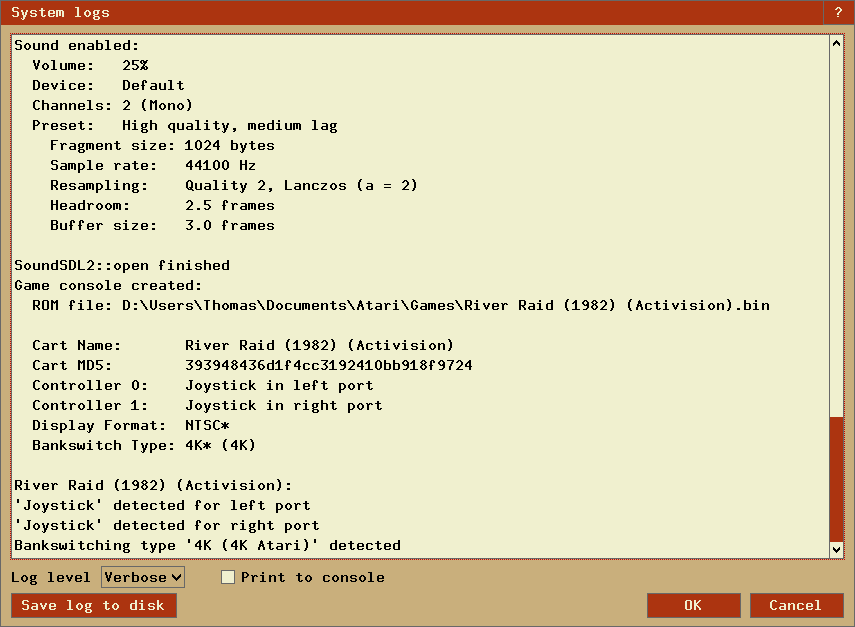 System logs ?
Sound enabled:
Volume: 25%
Device: Default
Channels: 2 (Mono)
Preset: High quality, medium lag
Fragment size: 1024 bytes
Sample rate: 44100 Hz
Resampling: Quality 2, Lanczos (a = 2)
Headroom: 2.5 frames
Buffer size: 3.0 frames
SoundSDL2::open finished
Game console created:
ROM file: D:\Users\Thomas\Documents\Atari\Games\River Raid (1982) (Activision).bin
Cart Name: River Raid (1982) (Activision)
Cart MD5: 393948436d1f4cc3192410bb918f9724
Controller 0: Joystick in left port
Controller 1: Joystick in right port
Display Format: NTSC*
Bankswitch Type: 4K* (4K)
River Raid (1982) (Activision):
'Joystick' detected for left port
'Joystick' detected for right port
Bankswitching type '4K (4K Atari)' detected
Log level Verbose Print to console
Save log to disk OK Cancel